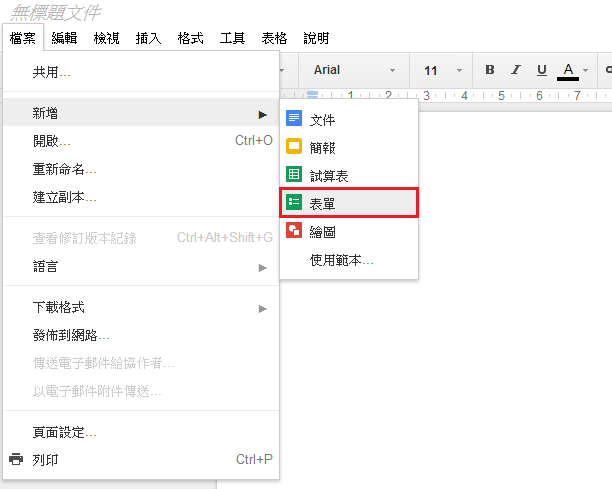 無標題文件
檔案 編輯 檢視 插入 格式 工具 表格 說明
共用...
Arial 11 B I U A
1 2 3 4 5 6 7
新增
開啟... Ctrl+O
重新命名...
建立副本...
查看修訂版本紀錄 Ctrl+Alt+Shift+G
語言
下載格式
發佈到網路...
傳送電子郵件給協作者...
以電子郵件附件傳送...
頁面設定...
列印 Ctrl+P
文件
簡報
試算表
表單
繪圖
使用範本...